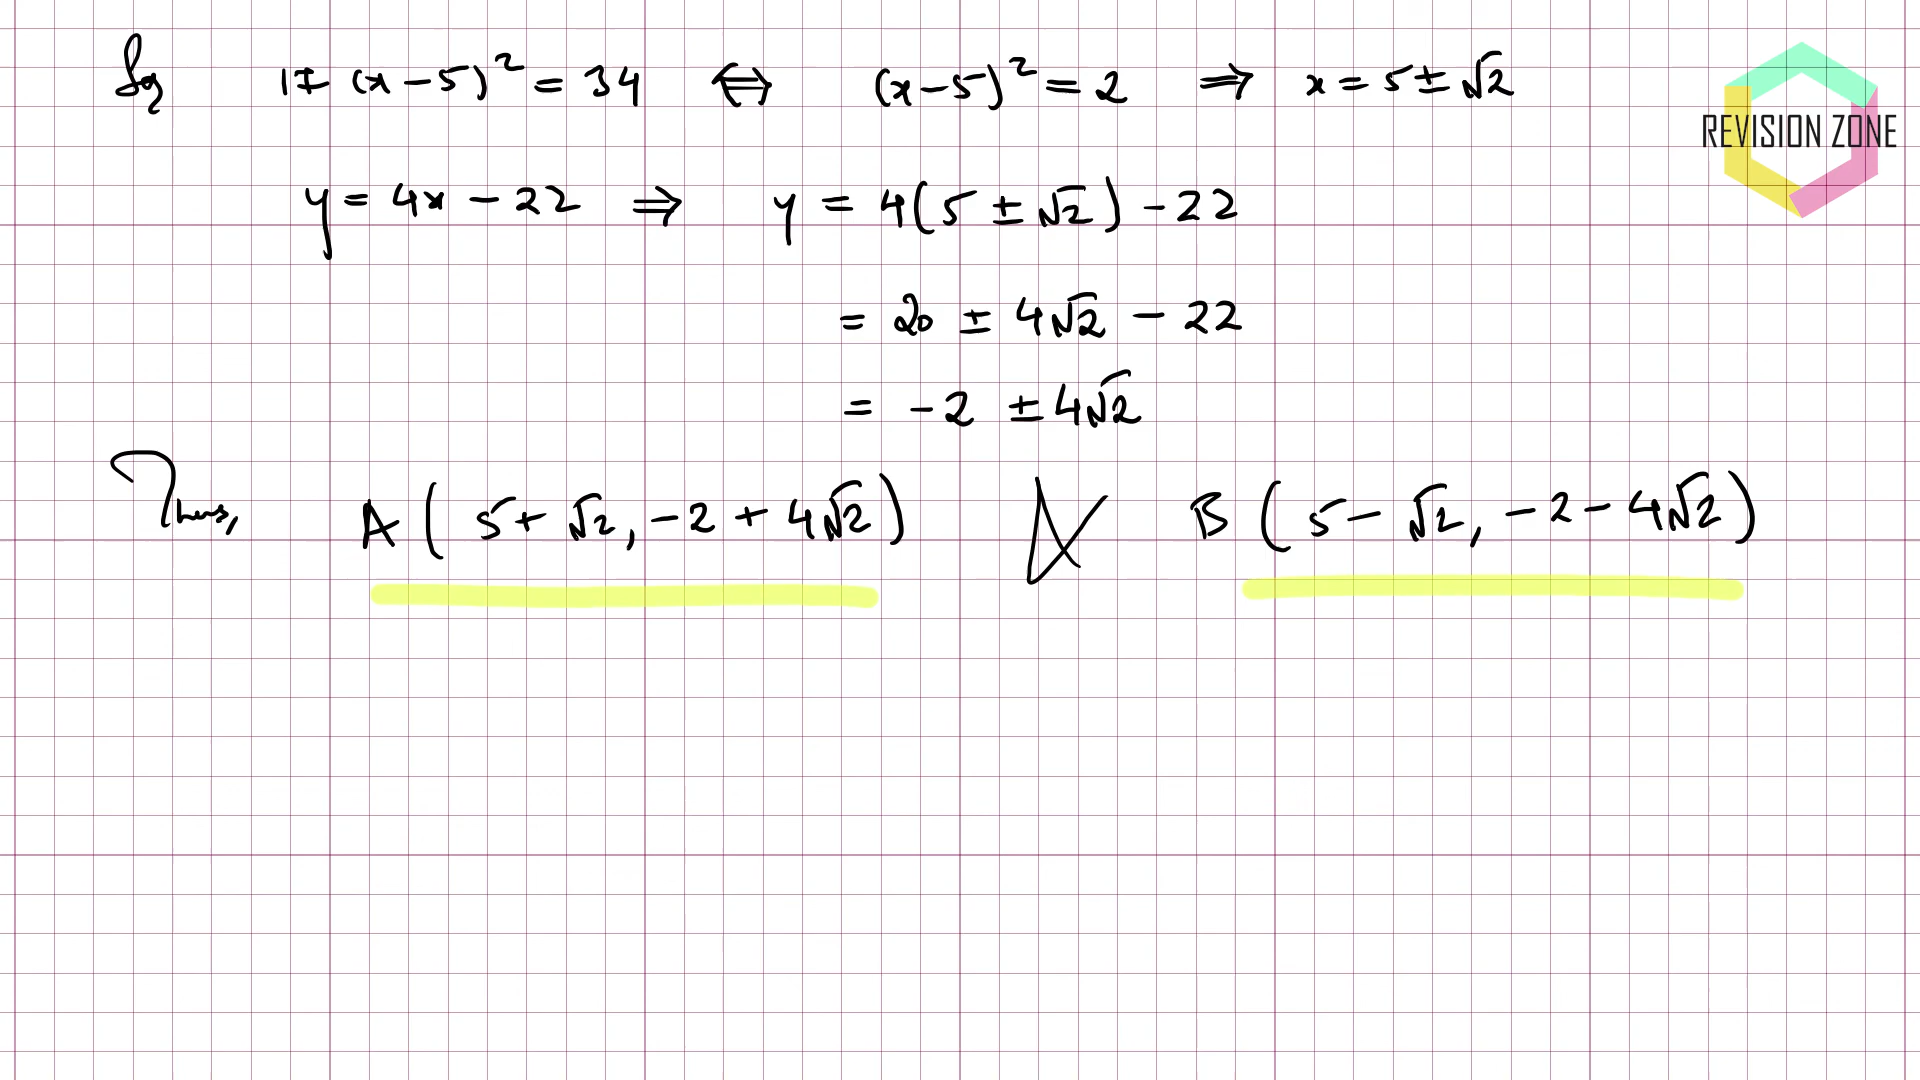 So, 17 (x-5)² = 34 ⇔ (x-5)² = 2 ⇒ x = 5 ± √2
REVISION ZONE
y = 4x - 22 ⇒ y = 4(5 ± √2) - 22
= 20 ± 4√2 - 22
= -2 ± 4√2
Thus, A (5 + √2, -2 + 4√2) & B (5 - √2, -2 - 4√2)